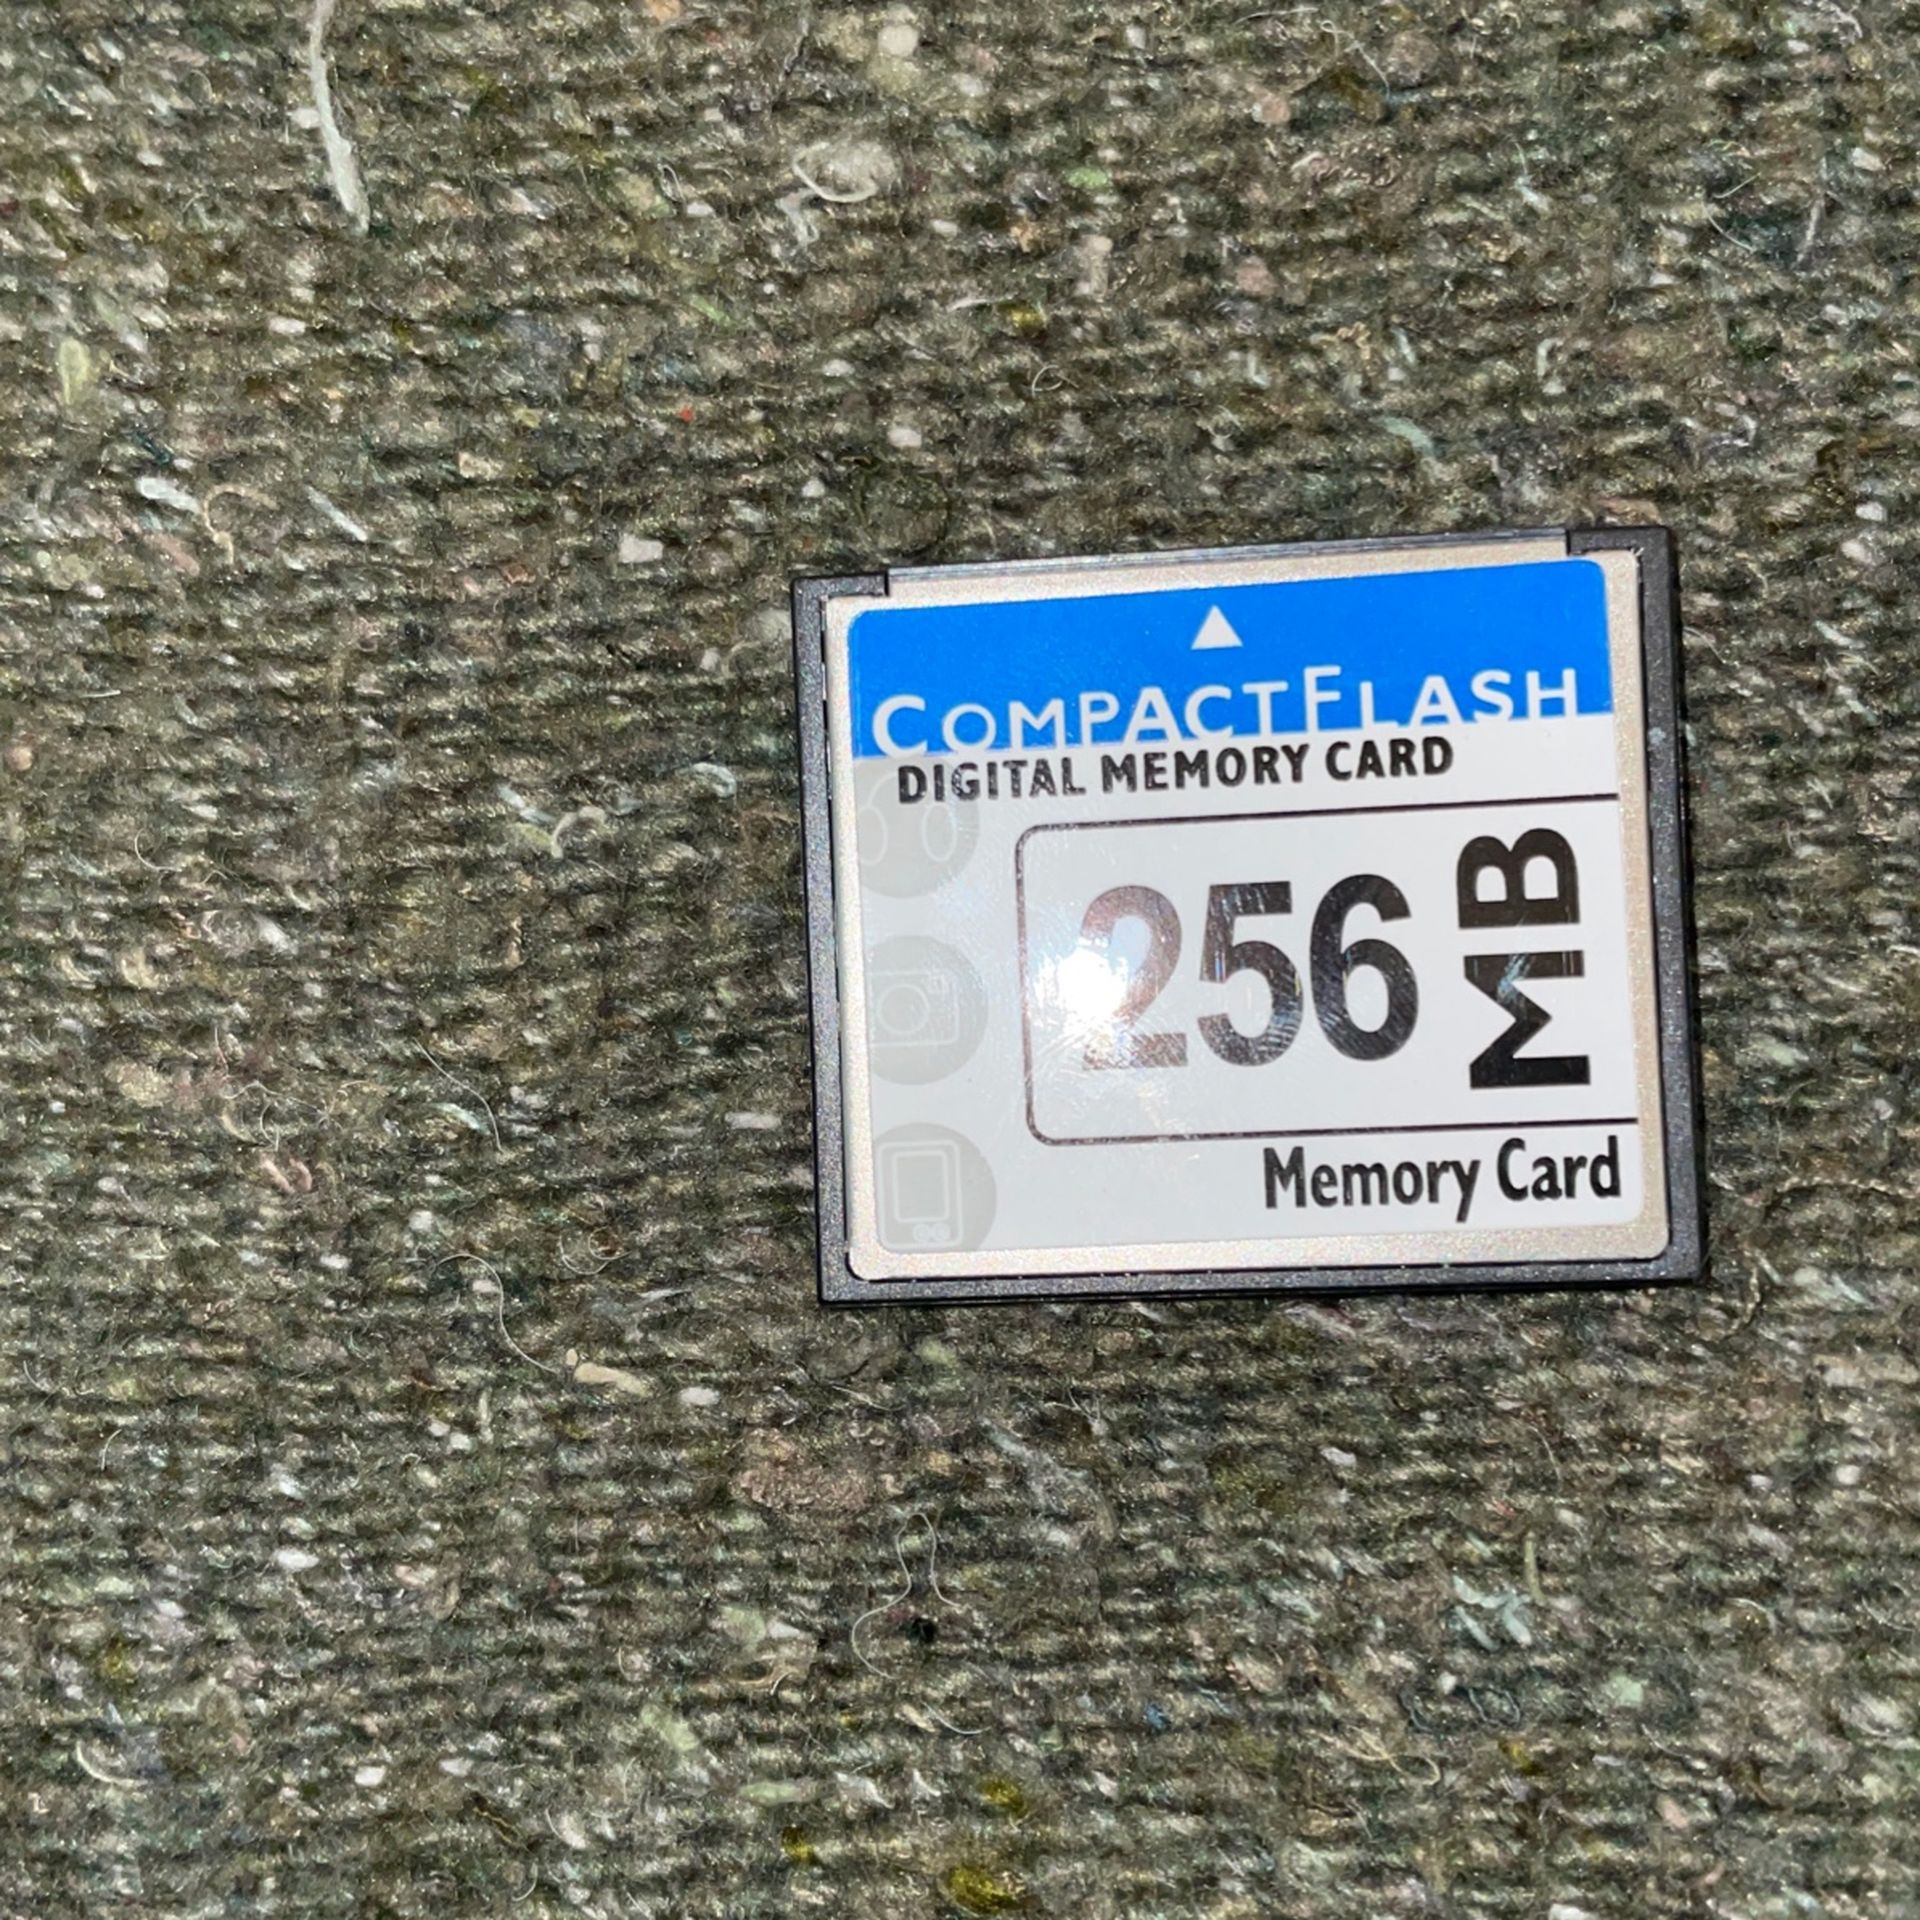 COMPACTFLASH
DIGITAL MEMORY CARD
256 MB
Memory Card